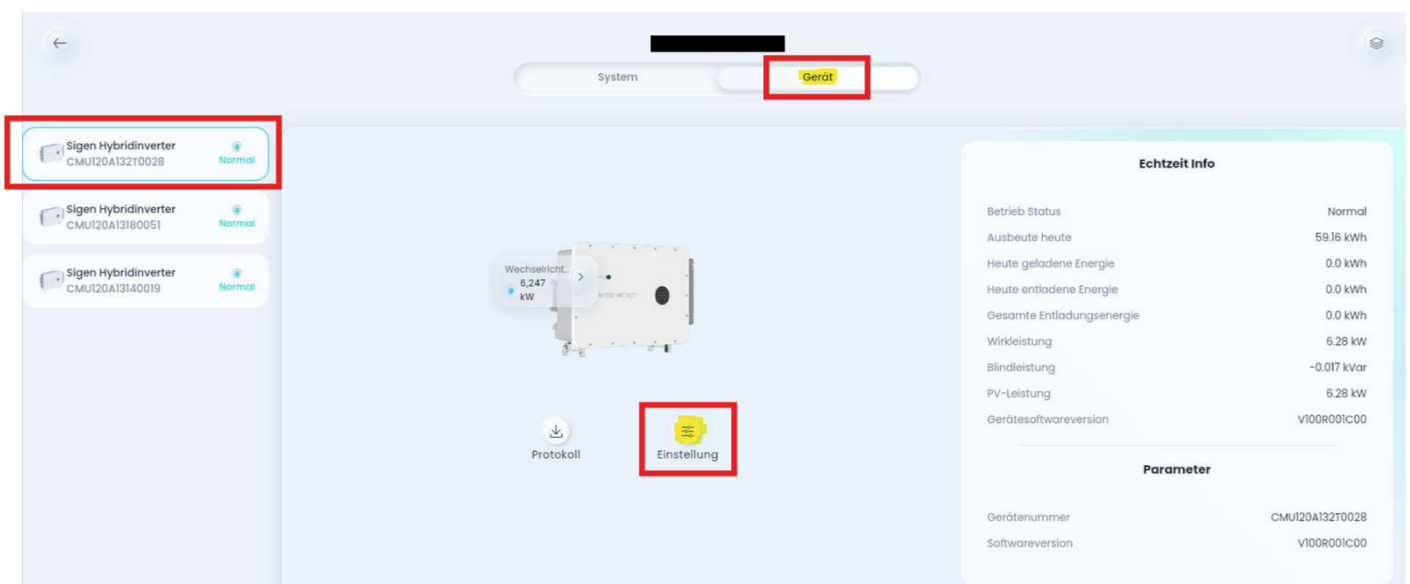 System
Gerät
Sigen Hybridinverter
CMU120A132T0028
Normal
Sigen Hybridinverter
CMU120A13180051
Normal
Sigen Hybridinverter
CMU120A13140019
Normal
Wechselricht...
6,247
kW
Protokoll
Einstellung
Echtzeit Info
Betrieb Status Normal
Ausbeute heute 59.16 kWh
Heute geladene Energie 0.0 kWh
Heute entladene Energie 0.0 kWh
Gesamte Entladungsenergie 0.0 kWh
Wirkleistung 6.28 kW
Blindleistung -0.017 kVar
PV-Leistung 6.28 kW
Gerätesoftwareversion V100R001C00
Parameter
Gerätenummer CMU120A132T0028
Softwareversion V100R001C00